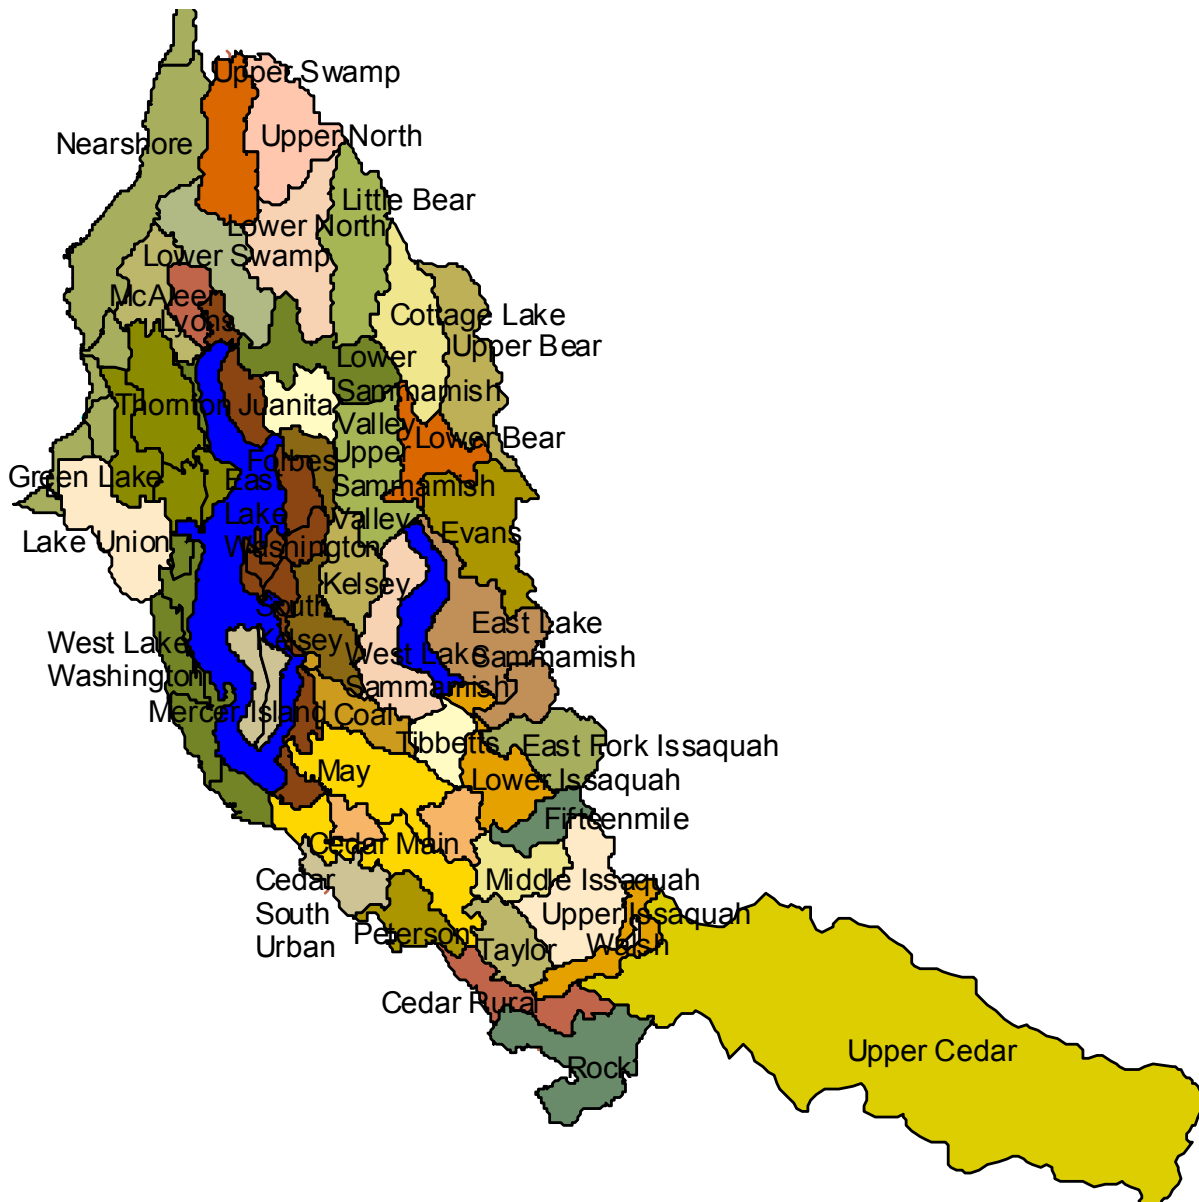 Upper Swamp
Upper North
Nearshore
Little Bear
Lower North
Lower Swamp
McAleer
Lyons
Cottage Lake
Upper Bear
Lower
Sammamish
Valley
Thornton
Juanita
Lower Bear
Forbes
Upper
Sammamish
Valley
Green Lake
East
Lake
Washington
Evans
Lake Union
Kelsey
South
Kelsey
East Lake
Sammamish
West Lake
Washington
West Lake
Sammamish
Mercer Island
Coal
Tibbetts
East Fork Issaquah
May
Lower Issaquah
Fifteenmile
Cedar Main
Cedar
South
Urban
Middle Issaquah
Upper Issaquah
Peterson
Taylor
Walsh
Cedar Rural
Upper Cedar
Rock